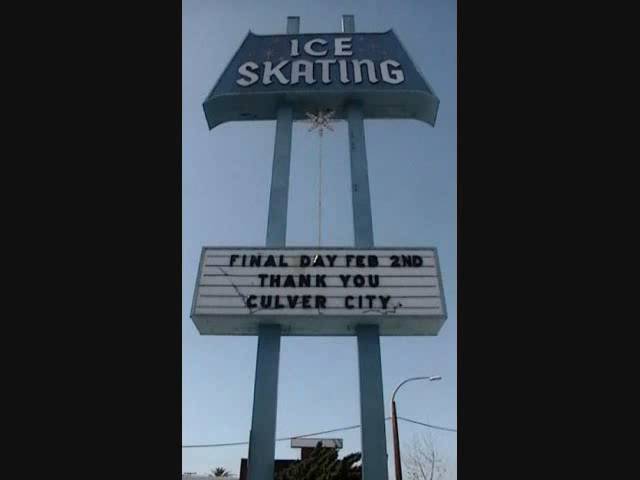 ICE
SKATING
FINAL DAY FEB 2ND
THANK YOU
CULVER CITY